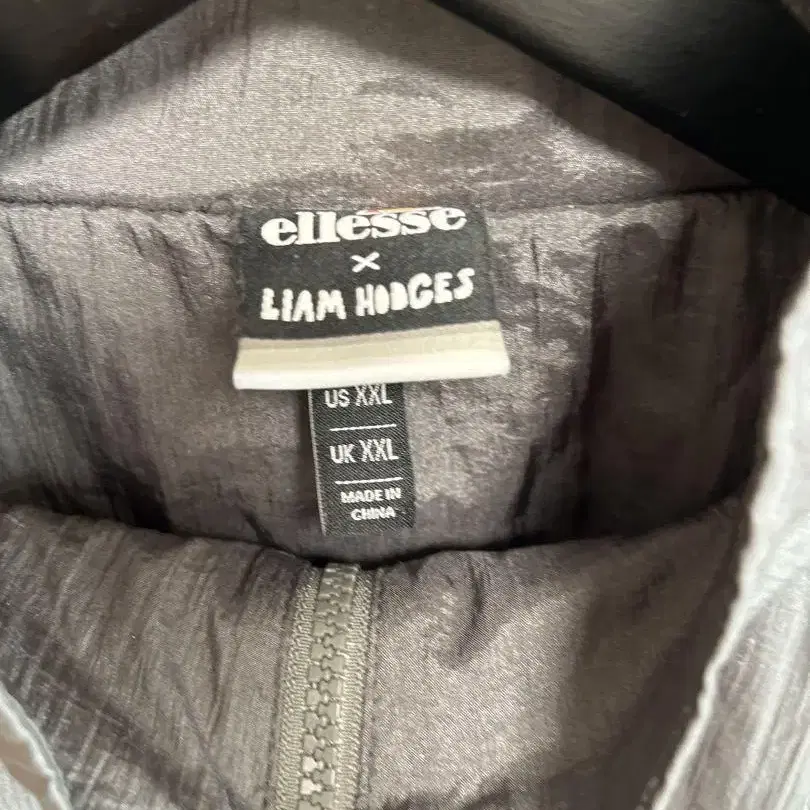 ellesse
x
LIAM HODGES
US XXL
UK XXL
MADE IN
CHINA